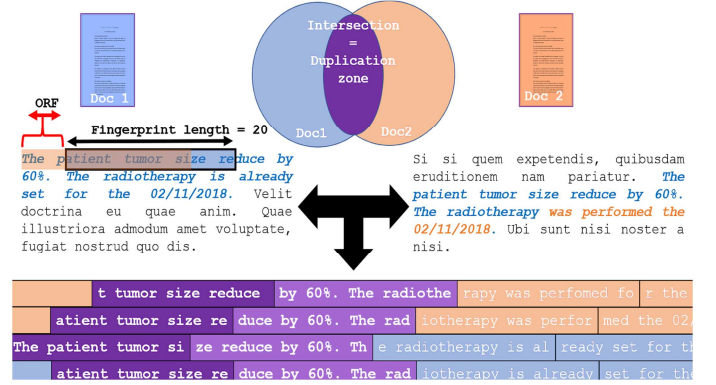 Intersection
=
Duplication
zone
Doc 1
Doc 2
Doc1
Doc2
ORF
Fingerprint length = 20
The patient tumor size reduce by
60%. The radiotherapy is already
set for the 02/11/2018. Velit
doctrina eu quae anim. Quae
illustriora admodum amet voluptate,
fugiat nostrud quo dis.
Si si quem expetendis, quibusdam
eruditionem nam pariatur. The
patient tumor size reduce by 60%.
The radiotherapy was performed the
02/11/2018. Ubi sunt nisi noster a
nisi.
t tumor size reduce by 60%. The radiothe rapy was perfomed fo r the
atient tumor size re duce by 60%. The rad iotherapy was perfor med the 02/
The patient tumor si ze reduce by 60%. Th e radiotherapy is al ready set for th
atient tumor size re duce by 60%. The rad iotherapy is already set for the